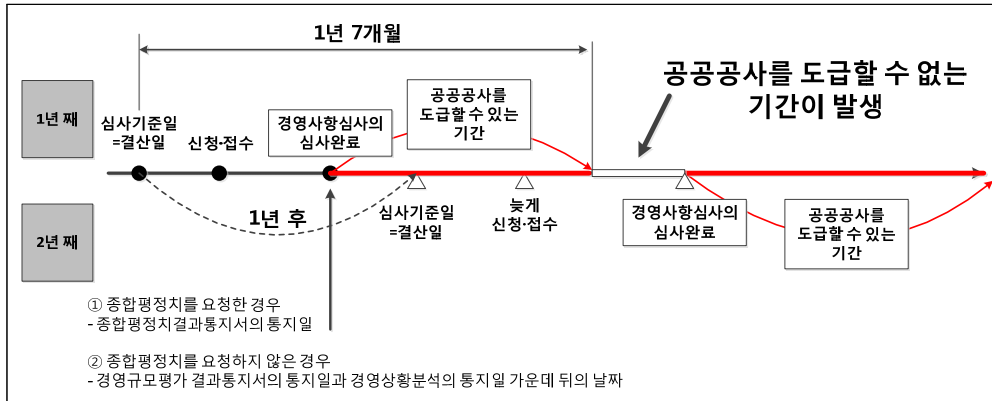 1년 7개월
공공공사를 도급할 수 없는
기간이 발생
1년 째
심사기준일
=결산일
신청·접수
경영사항심사의
심사완료
공공공사를
도급할 수 있는
기간
1년 후
2년 째
심사기준일
=결산일
늦게
신청·접수
경영사항심사의
심사완료
공공공사를
도급할 수 있는
기간
① 종합평정치를 요청한 경우
- 종합평정치결과통지서의 통지일
② 종합평정치를 요청하지 않은 경우
- 경영규모평가 결과통지서의 통지일과 경영상황분석의 통지일 가운데 뒤의 날짜